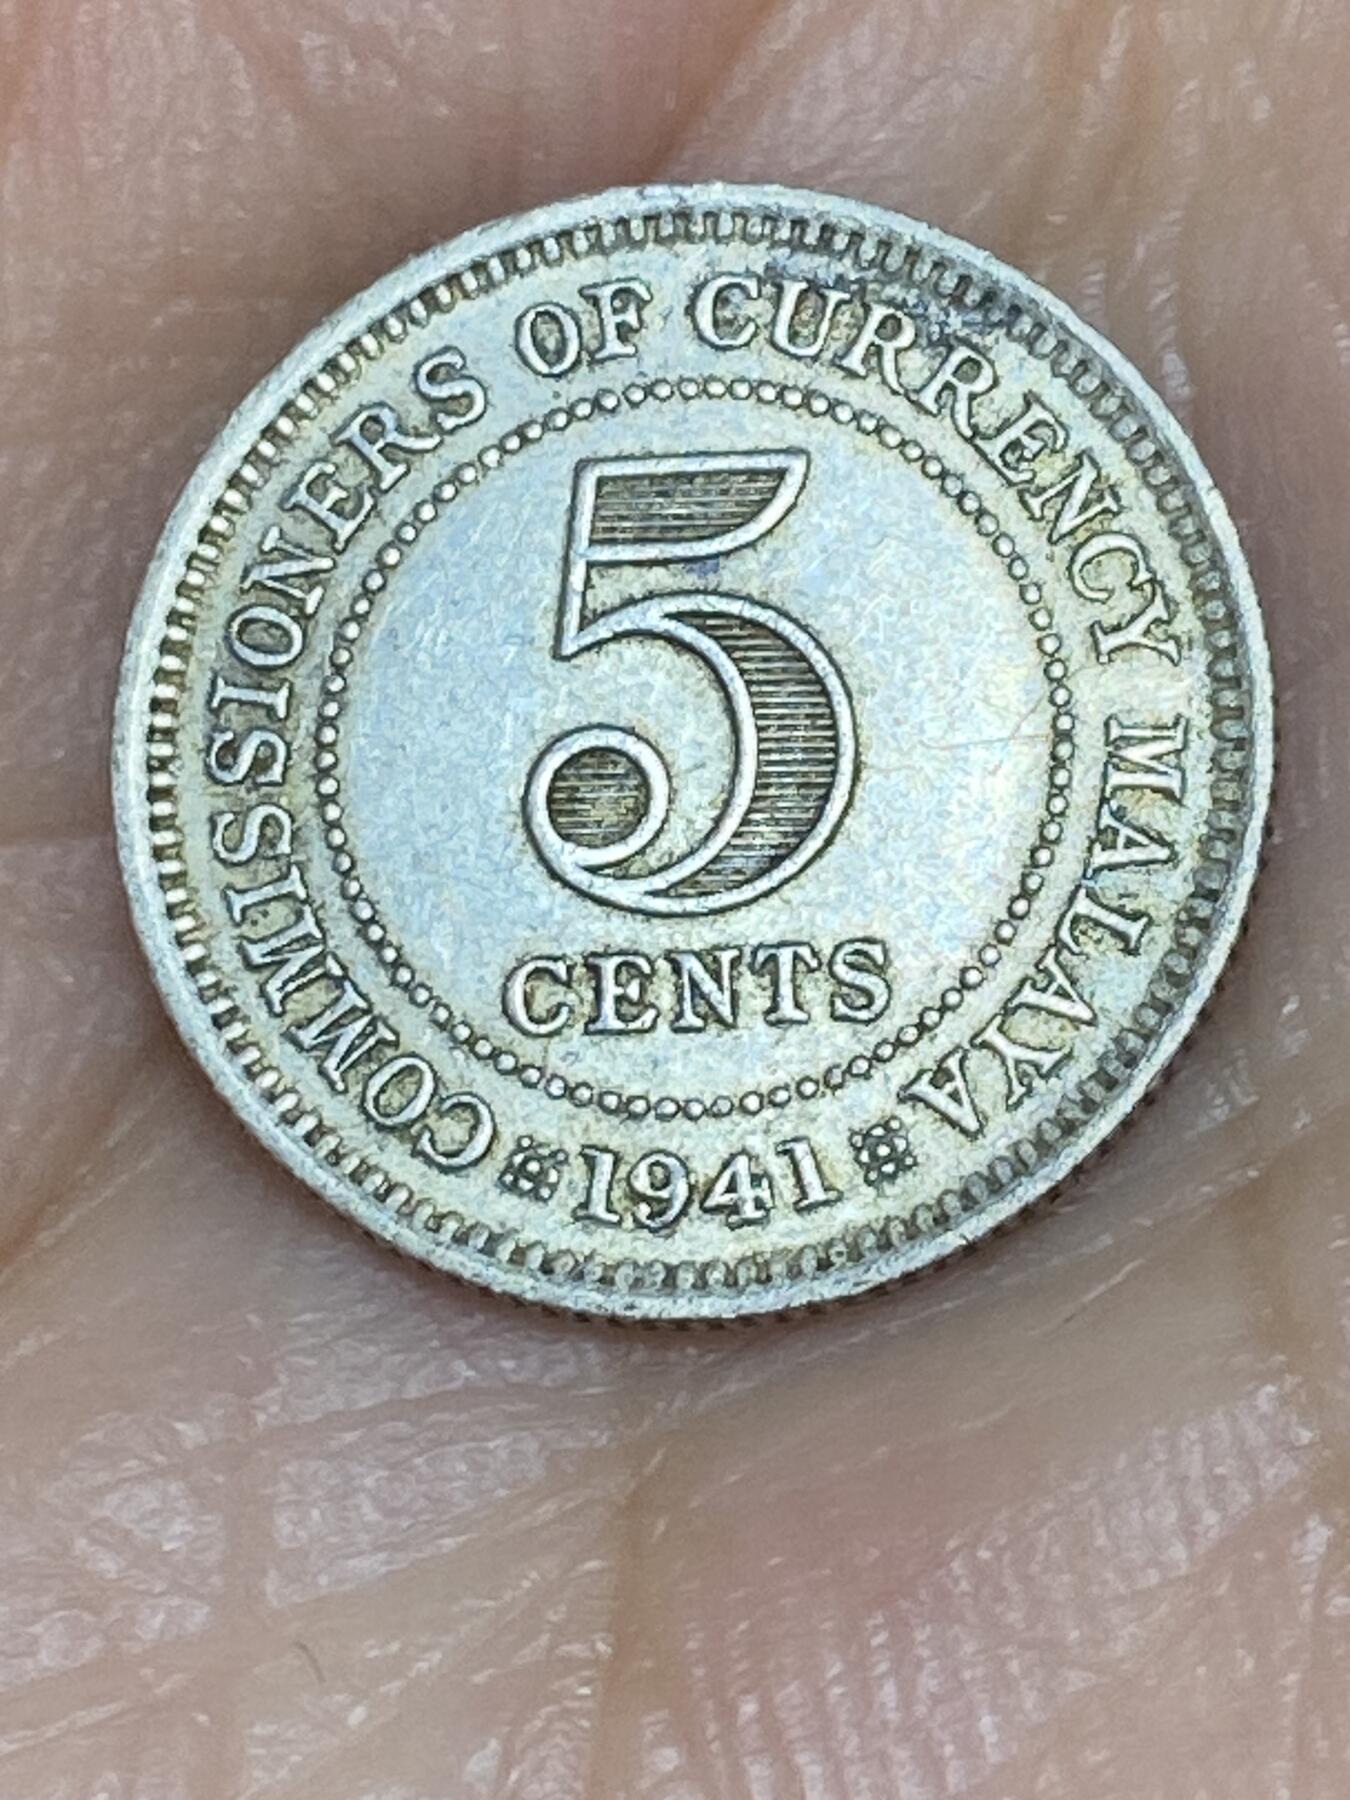 COMMISSIONERS OF CURRENCY MALAYA
5
CENTS
1941